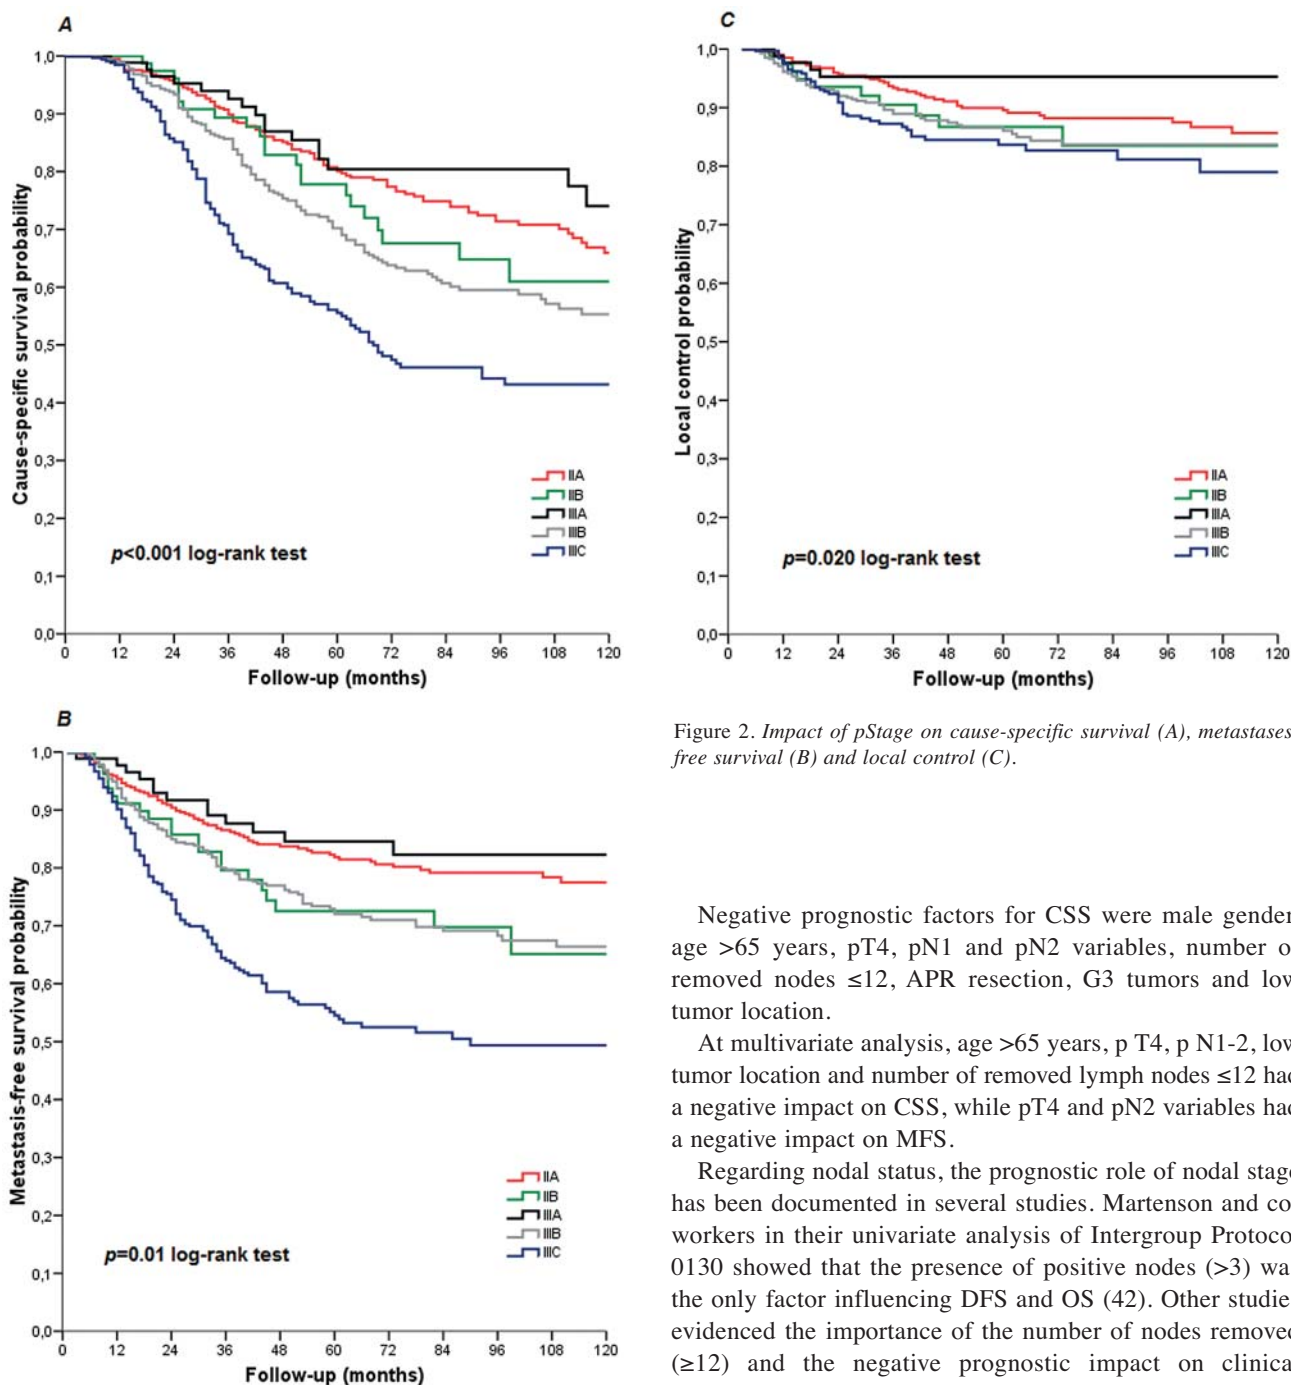 A
1,0
0,9
0,8
0,7
0,6
0,5
0,4
0,3
0,2
0,1
0,0
Cause-specific survival probability
IIA
IIB
IIIA
IIIB
IIIC
p<0.001 log-rank test
0 12 24 36 48 60 72 84 96 108 120
Follow-up (months)
B
1,0
0,9
0,8
0,7
0,6
0,5
0,4
0,3
0,2
0,1
0,0
Metastasis-free survival probability
IIA
IIB
IIIA
IIIB
IIIC
p=0.01 log-rank test
0 12 24 36 48 60 72 84 96 108 120
Follow-up (months)
C
1,0
0,9
0,8
0,7
0,6
0,5
0,4
0,3
0,2
0,1
0,0
Local control probability
IIA
IIB
IIIA
IIIB
IIIC
p=0.020 log-rank test
0 12 24 36 48 60 72 84 96 108 120
Follow-up (months)
Figure 2. Impact of pStage on cause-specific survival (A), metastases
free survival (B) and local control (C).
Negative prognostic factors for CSS were male gender
age >65 years, pT4, pN1 and pN2 variables, number o
removed nodes ≤12, APR resection, G3 tumors and low
tumor location.
At multivariate analysis, age >65 years, p T4, p N1-2, low
tumor location and number of removed lymph nodes ≤12 had
a negative impact on CSS, while pT4 and pN2 variables had
a negative impact on MFS.
Regarding nodal status, the prognostic role of nodal stage
has been documented in several studies. Martenson and co
workers in their univariate analysis of Intergroup Protoco
0130 showed that the presence of positive nodes (>3) wa
the only factor influencing DFS and OS (42). Other studie
evidenced the importance of the number of nodes removed
(≥12) and the negative prognostic impact on clinica